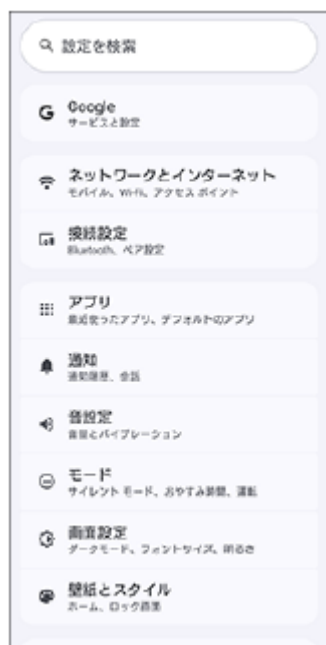 設定を検索
Google
サービスと設定
ネットワークとインターネット
モバイル、Wi-Fi、アクセス ポイント
接続設定
Bluetooth、ペア設定
アプリ
最近使ったアプリ、デフォルトのアプリ
通知
通知履歴、会話
音設定
音量とバイブレーション
モード
サイレント モード、おやすみ時間、運転
画面設定
ダークモード、フォントサイズ、明るさ
壁紙とスタイル
ホーム、ロック画面